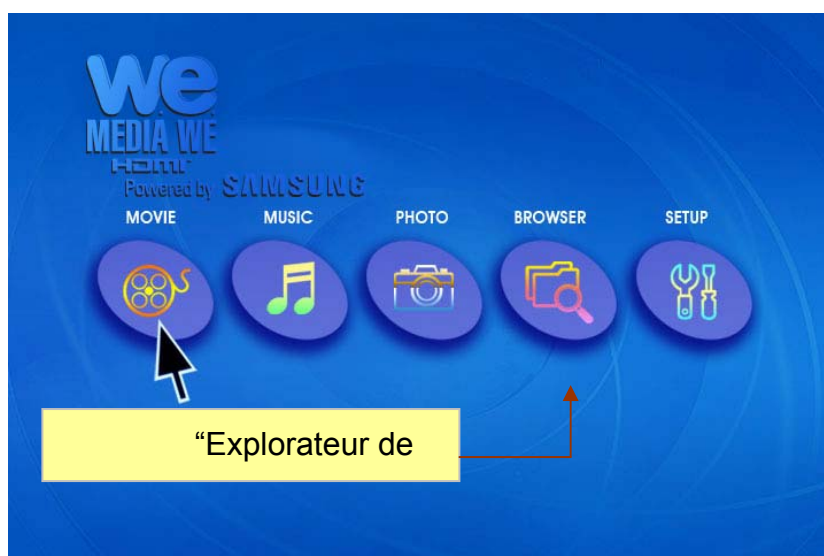 We
MEDIA WE
HDMI
Powered by SAMSUNG
MOVIE MUSIC PHOTO BROWSER SETUP
“Explorateur de